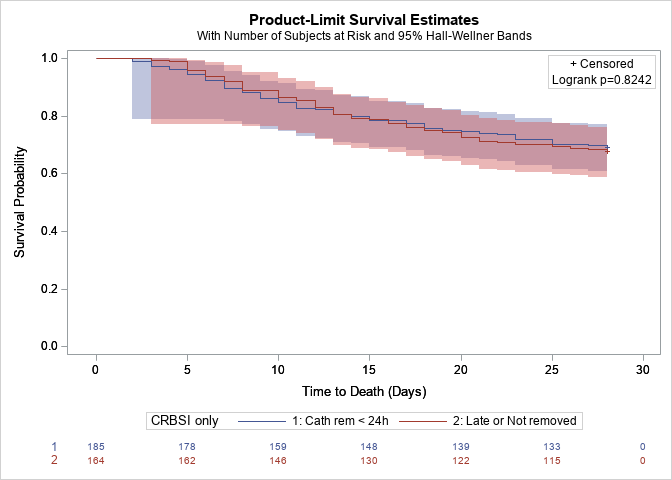 Product-Limit Survival Estimates
With Number of Subjects at Risk and 95% Hall-Wellner Bands
+ Censored
Logrank p=0.8242
Survival Probability
1.0
0.8
0.6
0.4
0.2
0.0
0 5 10 15 20 25 30
Time to Death (Days)
CRBSI only 1: Cath rem < 24h 2: Late or Not removed
1 185 178 159 148 139 133 0
2 164 162 146 130 122 115 0